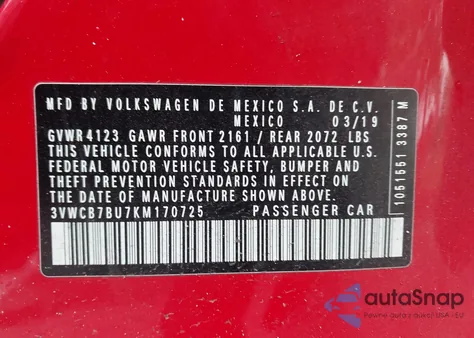 MFD BY VOLKSWAGEN DE MEXICO S.A. DE C.V.
MEXICO 03/19
GVWR 4123 GAWR FRONT 2161 / REAR 2072 LBS
THIS VEHICLE CONFORMS TO ALL APPLICABLE U.S.
FEDERAL MOTOR VEHICLE SAFETY, BUMPER AND
THEFT PREVENTION STANDARDS IN EFFECT ON
THE DATE OF MANUFACTURE SHOWN ABOVE.
3VWCB7BU7KM170725 PASSENGER CAR
1051551 3387 M
autoSnap